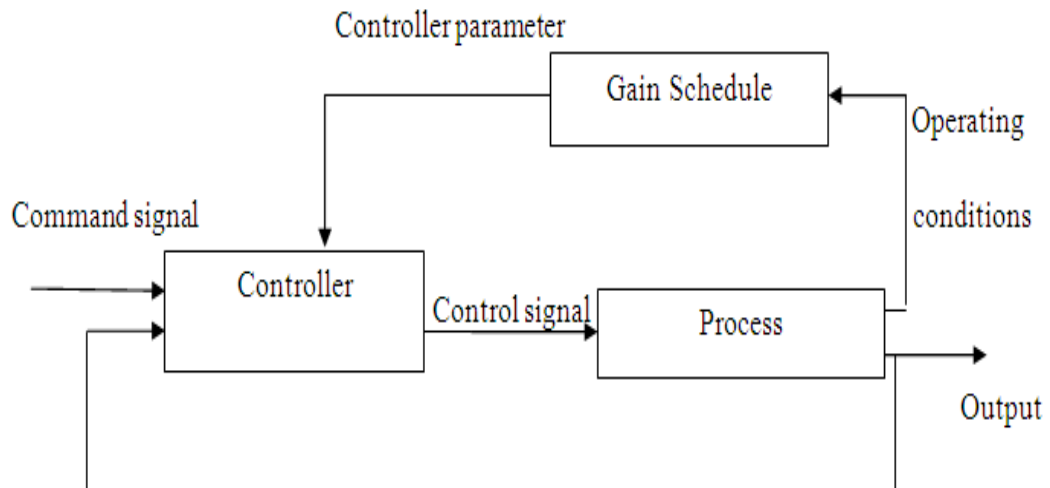 Controller parameter
Gain Schedule
Operating
conditions
Command signal
Controller
Control signal
Process
Output